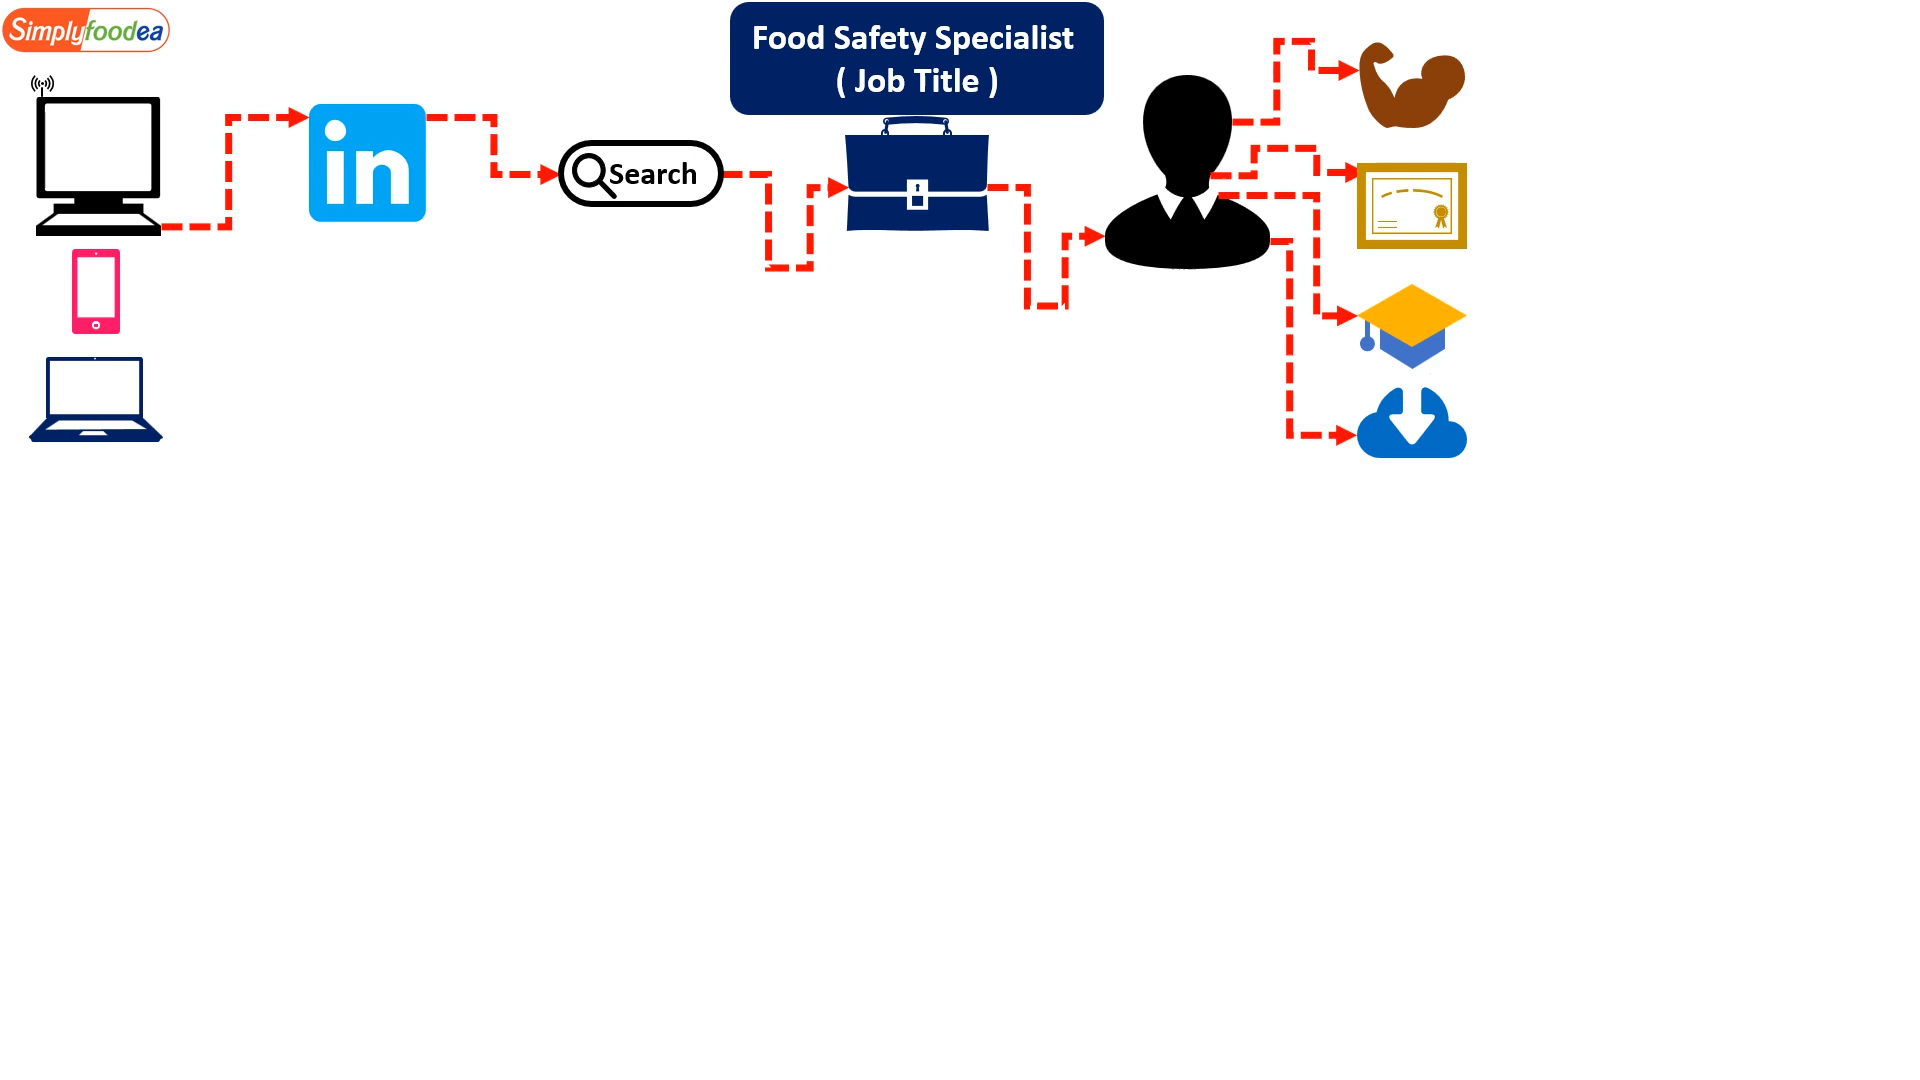 Simplyfoodea
Food Safety Specialist
( Job Title )
in
Search